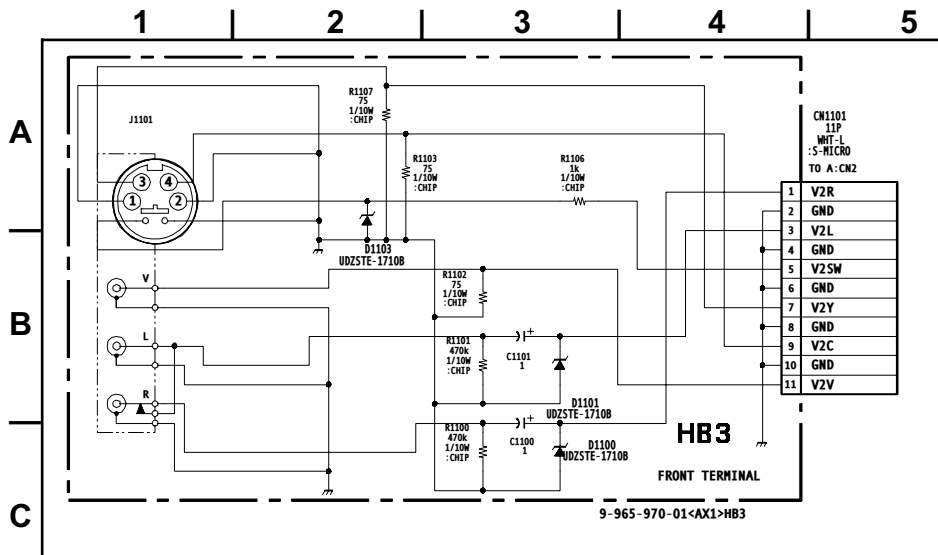 1 2 3 4 5
A
B
C
J1101
3 4
1 2
R1107
75
1/10W
:CHIP
R1103
75
1/10W
:CHIP
R1106
1k
1/10W
:CHIP
CN1101
11P
WHT-L
:S-MICRO
TO A:CN2
1 V2R
2 GND
3 V2L
4 GND
5 V2SW
6 GND
7 V2Y
8 GND
9 V2C
10 GND
11 V2V
D1103
UDZSTE-1710B
V
L
R
R1102
75
1/10W
:CHIP
R1101
470k
1/10W
:CHIP
+
C1101
1
D1101
UDZSTE-1710B
R1100
470k
1/10W
:CHIP
+
C1100
1
D1100
UDZSTE-1710B
HB3
FRONT TERMINAL
9-965-970-01<AX1>HB3